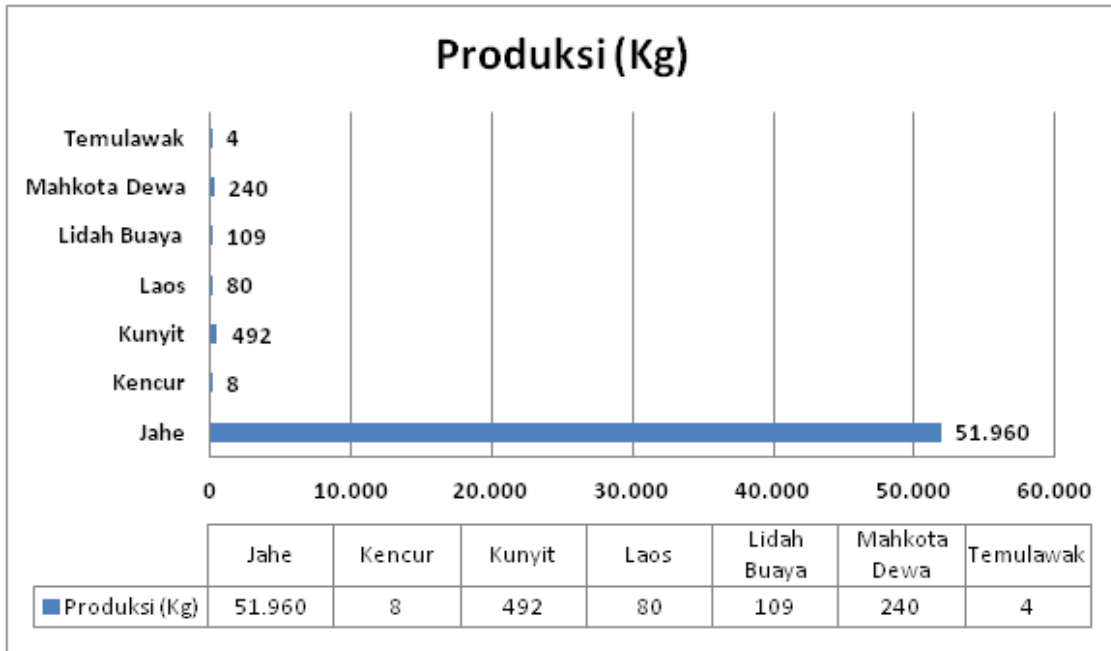 Produksi (Kg)
Temulawak 4
Mahkota Dewa 240
Lidah Buaya 109
Laos 80
Kunyit 492
Kencur 8
Jahe 51.960
0 10.000 20.000 30.000 40.000 50.000 60.000
Jahe Kencur Kunyit Laos Lidah Buaya Mahkota Dewa Temulawak
Produksi (Kg) 51.960 8 492 80 109 240 4